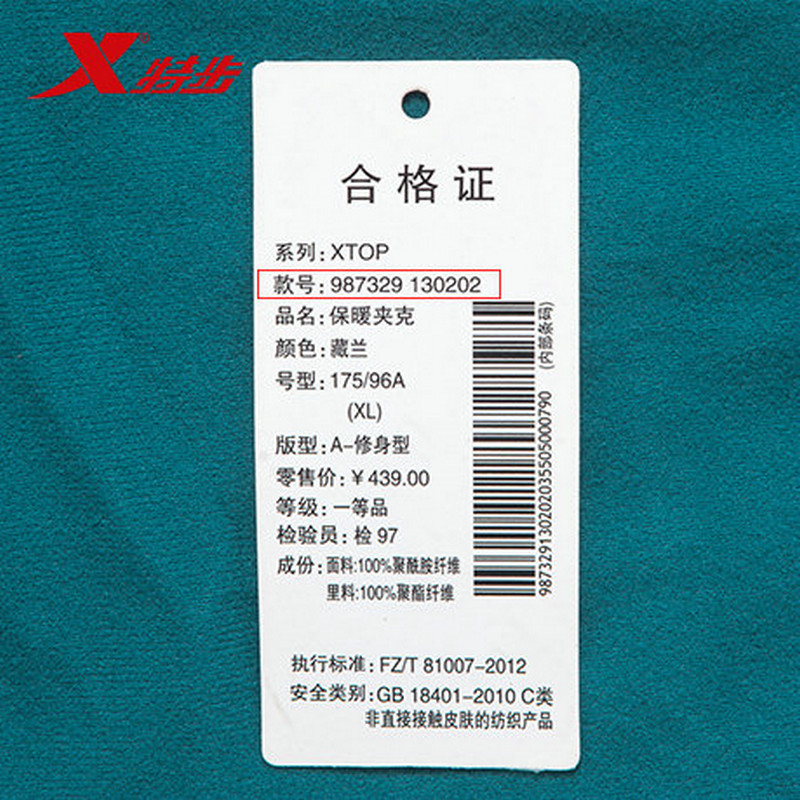 X®特步
合格证
系列:XTOP
款号:987329 130202
品名:保暖夹克
颜色:藏兰
号型:175/96A
(XL)
版型:A-修身型
零售价:¥439.00
等级:一等品
检验员:检97
成份:面料:100%聚酰胺纤维
里料:100%聚酯纤维
987329130202035505000790 (内部条码)
执行标准:FZ/T 81007-2012
安全类别:GB 18401-2010 C类
非直接接触皮肤的纺织产品